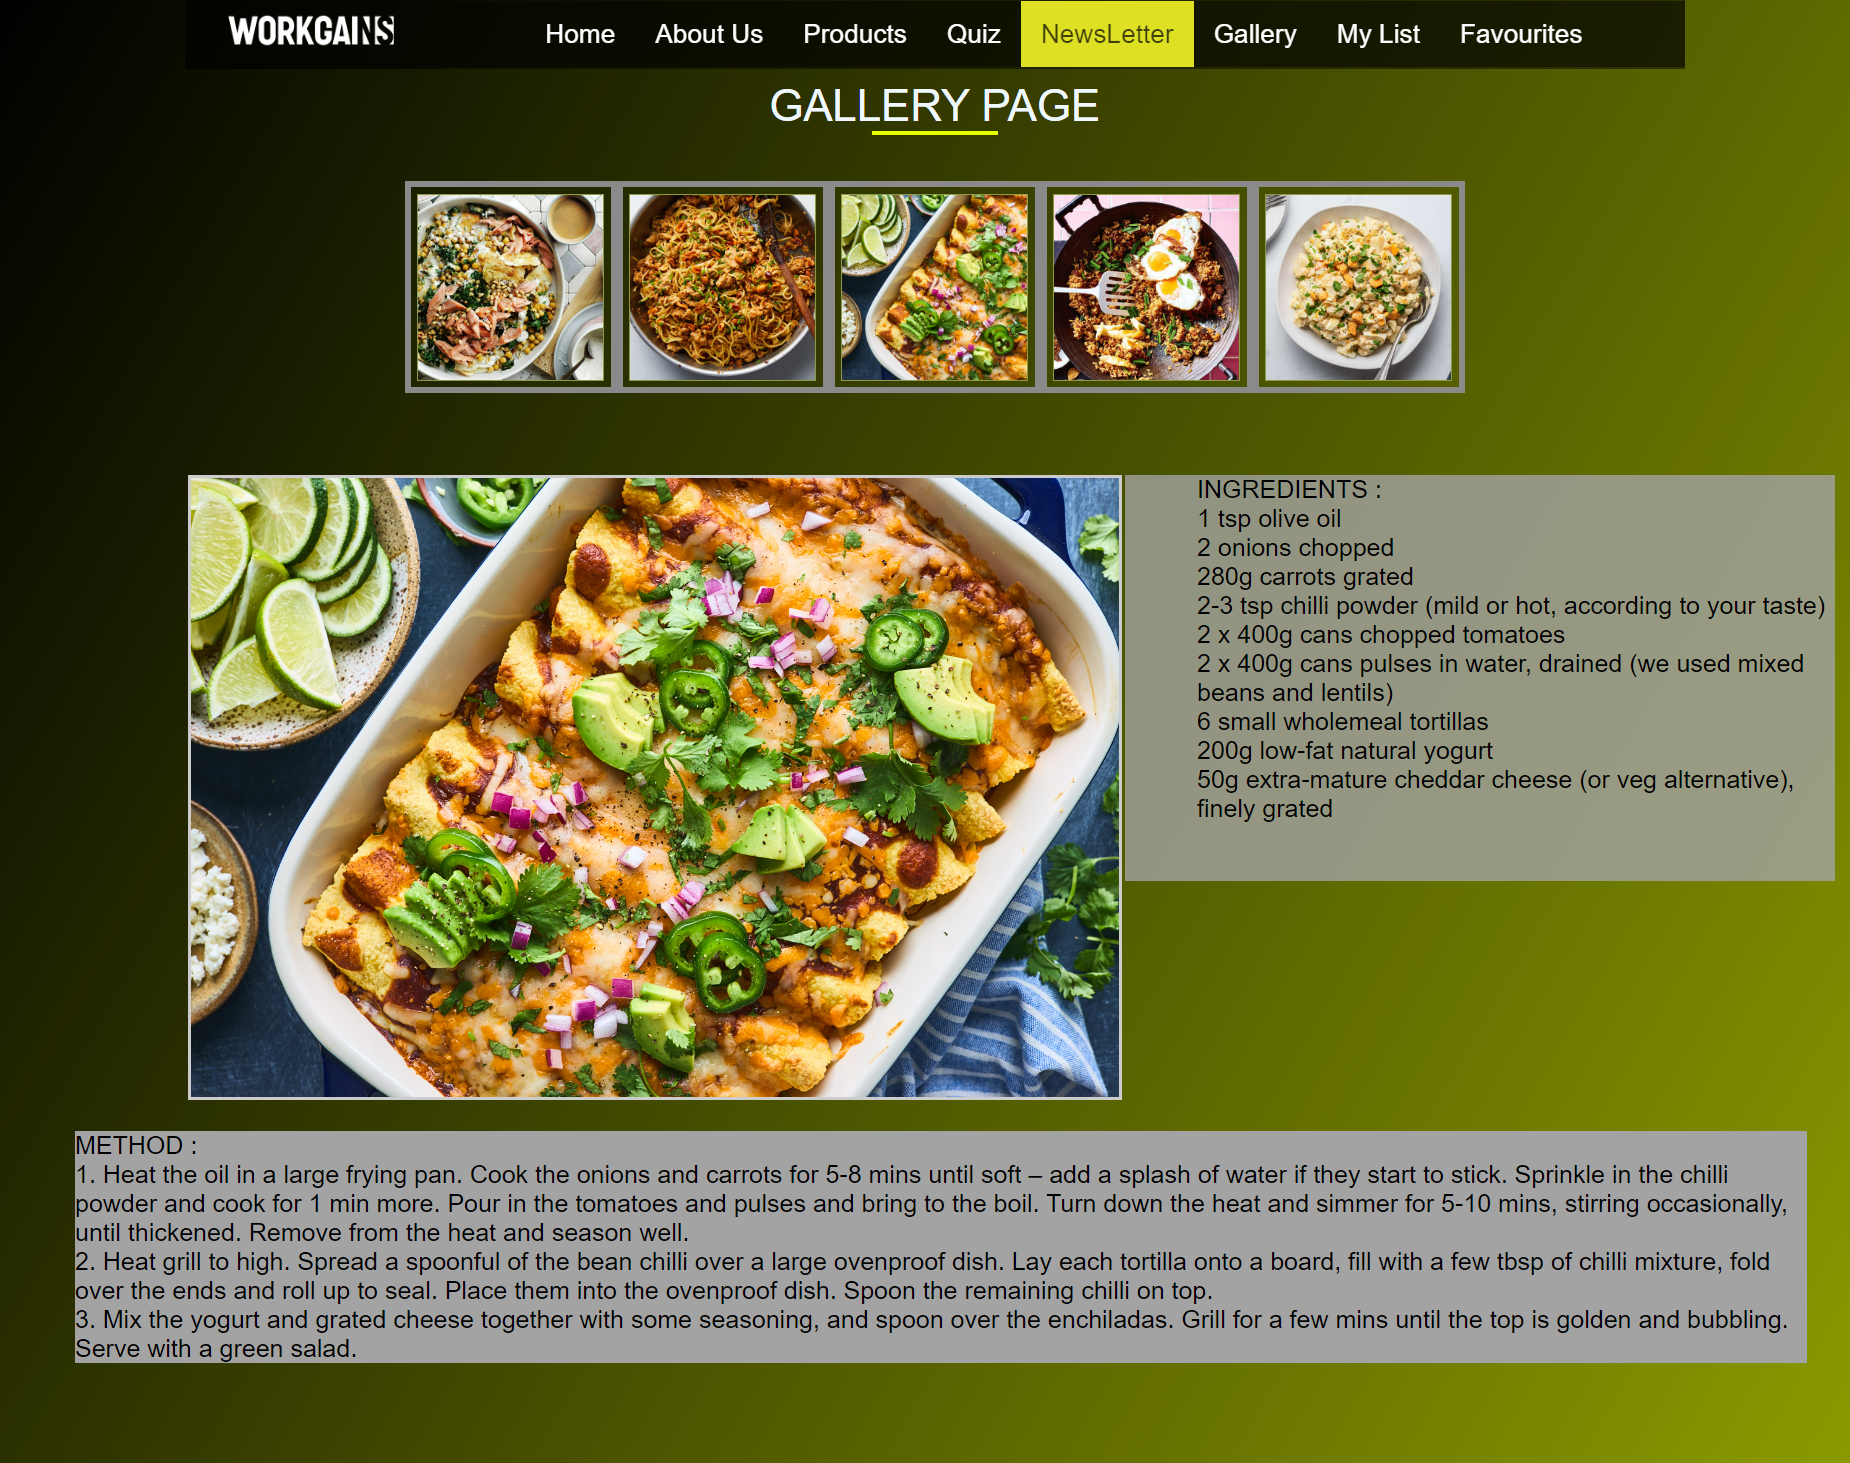 WORKGAINS
Home About Us Products Quiz NewsLetter Gallery My List Favourites
GALLERY PAGE
INGREDIENTS :
1 tsp olive oil
2 onions chopped
280g carrots grated
2-3 tsp chilli powder (mild or hot, according to your taste)
2 x 400g cans chopped tomatoes
2 x 400g cans pulses in water, drained (we used mixed
beans and lentils)
6 small wholemeal tortillas
200g low-fat natural yogurt
50g extra-mature cheddar cheese (or veg alternative),
finely grated
METHOD :
1. Heat the oil in a large frying pan. Cook the onions and carrots for 5-8 mins until soft – add a splash of water if they start to stick. Sprinkle in the chilli
powder and cook for 1 min more. Pour in the tomatoes and pulses and bring to the boil. Turn down the heat and simmer for 5-10 mins, stirring occasionally,
until thickened. Remove from the heat and season well.
2. Heat grill to high. Spread a spoonful of the bean chilli over a large ovenproof dish. Lay each tortilla onto a board, fill with a few tbsp of chilli mixture, fold
over the ends and roll up to seal. Place them into the ovenproof dish. Spoon the remaining chilli on top.
3. Mix the yogurt and grated cheese together with some seasoning, and spoon over the enchiladas. Grill for a few mins until the top is golden and bubbling.
Serve with a green salad.